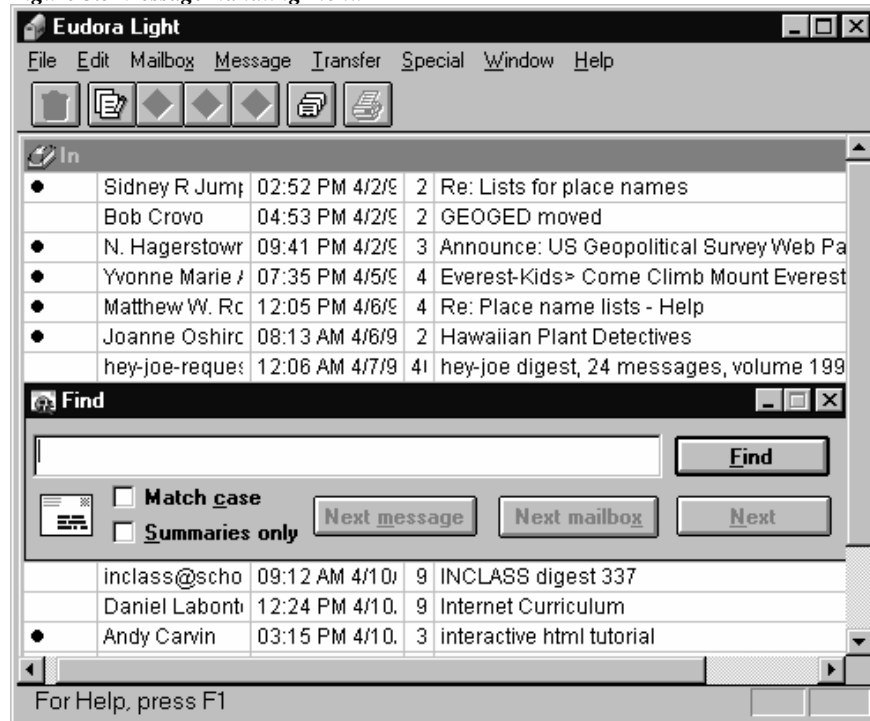 Eudora Light
File Edit Mailbox Message Transfer Special Window Help
In
Sidney R Jump 02:52 PM 4/2/9 2 Re: Lists for place names
Bob Crovo 04:53 PM 4/2/9 2 GEOGED moved
N. Hagerstown 09:41 PM 4/2/9 3 Announce: US Geopolitical Survey Web Pa
Yvonne Marie 07:35 PM 4/5/9 4 Everest-Kids> Come Climb Mount Everest
Matthew W. Ro 12:05 PM 4/6/9 4 Re: Place name lists - Help
Joanne Oshiro 08:13 AM 4/6/9 2 Hawaiian Plant Detectives
hey-joe-reques 12:06 AM 4/7/9 4 hey-joe digest, 24 messages, volume 199
Find
Find
Match case
Summaries only
Next message Next mailbox Next
inclass@scho 09:12 AM 4/10/ 9 INCLASS digest 337
Daniel Labont 12:24 PM 4/10. 9 Internet Curriculum
Andy Carvin 03:15 PM 4/10. 3 interactive html tutorial
For Help, press F1